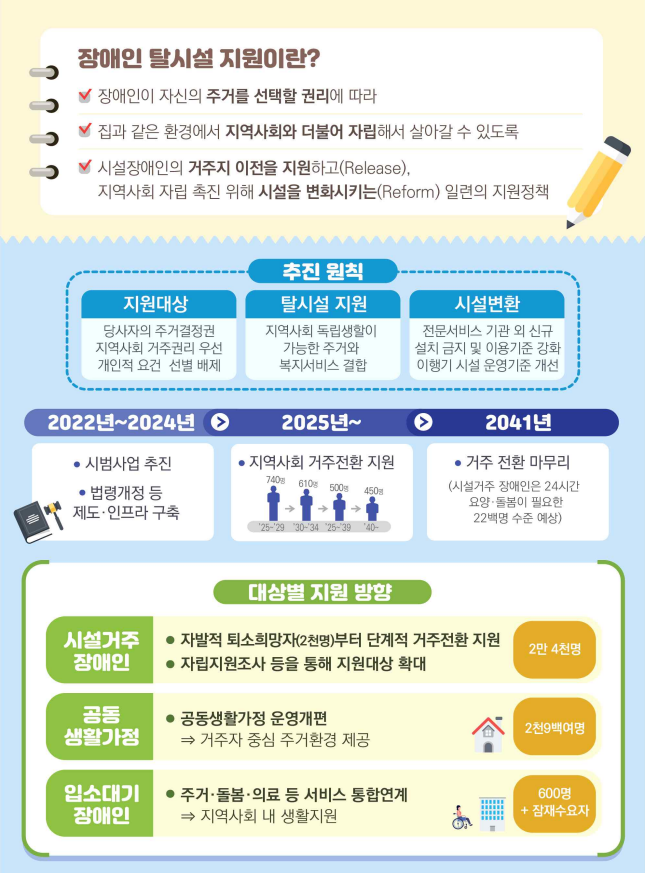 장애인 탈시설 지원이란?
장애인이 자신의 주거를 선택할 권리에 따라
집과 같은 환경에서 지역사회와 더불어 자립해서 살아갈 수 있도록
시설장애인의 거주지 이전을 지원하고(Release),
지역사회 자립 촉진 위해 시설을 변화시키는(Reform) 일련의 지원정책
추진 원칙
지원대상
당사자의 주거결정권
지역사회 거주권리 우선
개인적 요건 선별 배제
탈시설 지원
지역사회 독립생활이
가능한 주거와
복지서비스 결합
시설변환
전문서비스 기관 외 신규
설치 금지 및 이용기준 강화
이행기 시설 운영기준 개선
2022년~2024년
2025년~
2041년
• 시범사업 추진
• 법령개정 등
제도·인프라 구축
• 지역사회 거주전환 지원
740명 610명 500명 450명
'25~'29 '30~'34 '25~'39 '40~
• 거주 전환 마무리
(시설거주 장애인은 24시간
요양·돌봄이 필요한
22백명 수준 예상)
대상별 지원 방향
시설거주
장애인
• 자발적 퇴소희망자(2천명)부터 단계적 거주전환 지원
• 자립지원조사 등을 통해 지원대상 확대
2만 4천명
공동
생활가정
• 공동생활가정 운영개편
⇒ 거주자 중심 주거환경 제공
2천9백여명
입소대기
장애인
• 주거·돌봄·의료 등 서비스 통합연계
⇒ 지역사회 내 생활지원
600명
+ 잠재수요자